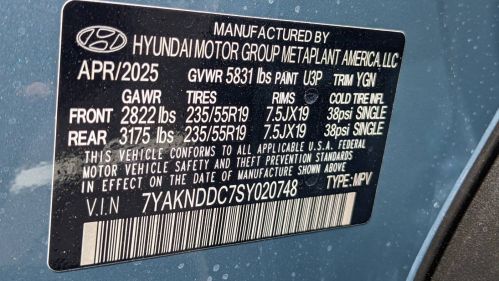 MANUFACTURED BY
HYUNDAI MOTOR GROUP METAPLANT AMERICA, LLC
APR/2025 GVWR 5831 lbs PAINT U3P TRIM YGN
GAWR TIRES RIMS COLD TIRE INFL
FRONT 2822 lbs 235/55R19 7.5JX19 38psi SINGLE
REAR 3175 lbs 235/55R19 7.5JX19 38psi SINGLE
THIS VEHICLE CONFORMS TO ALL APPLICABLE U.S.A. FEDERAL
MOTOR VEHICLE SAFETY AND THEFT PREVENTION STANDARDS
IN EFFECT ON THE DATE OF MANUFACTURE SHOWN ABOVE.
V.I.N 7YAKNDDC7SY020748 TYPE: MPV